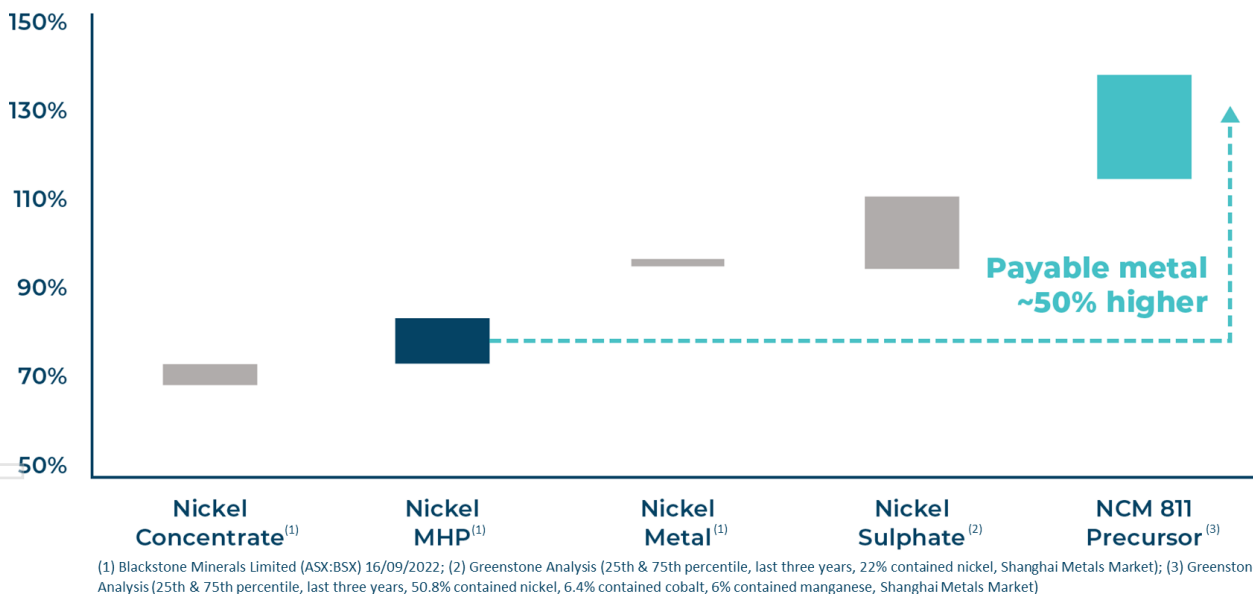 150%
130%
110%
90%
70%
50%
Payable metal
~50% higher
Nickel
Concentrate(1)
Nickel
MHP(1)
Nickel
Metal(1)
Nickel
Sulphate(2)
NCM 811
Precursor(3)
(1) Blackstone Minerals Limited (ASX:BSX) 16/09/2022; (2) Greenstone Analysis (25th & 75th percentile, last three years, 22% contained nickel, Shanghai Metals Market); (3) Greenston
Analysis (25th & 75th percentile, last three years, 50.8% contained nickel, 6.4% contained cobalt, 6% contained manganese, Shanghai Metals Market)